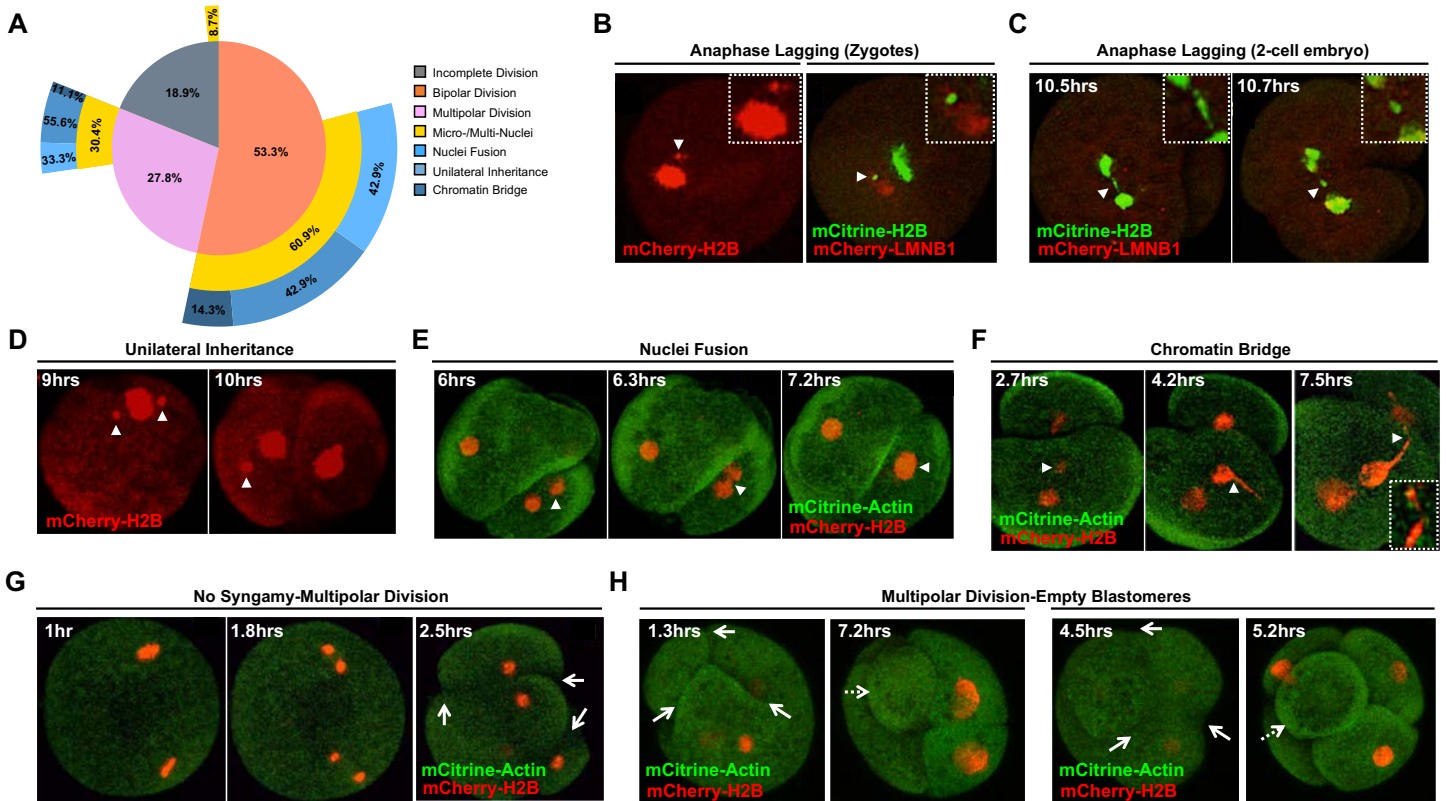 A
8.7%
18.9%
53.3%
27.8%
11.1%
55.6%
33.3%
30.4%
60.9%
42.9%
42.9%
14.3%
Incomplete Division
Bipolar Division
Multipolar Division
Micro-/Multi-Nuclei
Nuclei Fusion
Unilateral Inheritance
Chromatin Bridge
B
Anaphase Lagging (Zygotes)
mCherry-H2B
mCitrine-H2B
mCherry-LMNB1
C
Anaphase Lagging (2-cell embryo)
10.5hrs
10.7hrs
mCitrine-H2B
mCherry-LMNB1
D
Unilateral Inheritance
9hrs
10hrs
mCherry-H2B
E
Nuclei Fusion
6hrs
6.3hrs
7.2hrs
mCitrine-Actin
mCherry-H2B
F
Chromatin Bridge
2.7hrs
4.2hrs
7.5hrs
mCitrine-Actin
mCherry-H2B
G
No Syngamy-Multipolar Division
1hr
1.8hrs
2.5hrs
mCitrine-Actin
mCherry-H2B
H
Multipolar Division-Empty Blastomeres
1.3hrs
7.2hrs
4.5hrs
5.2hrs
mCitrine-Actin
mCherry-H2B
mCitrine-Actin
mCherry-H2B